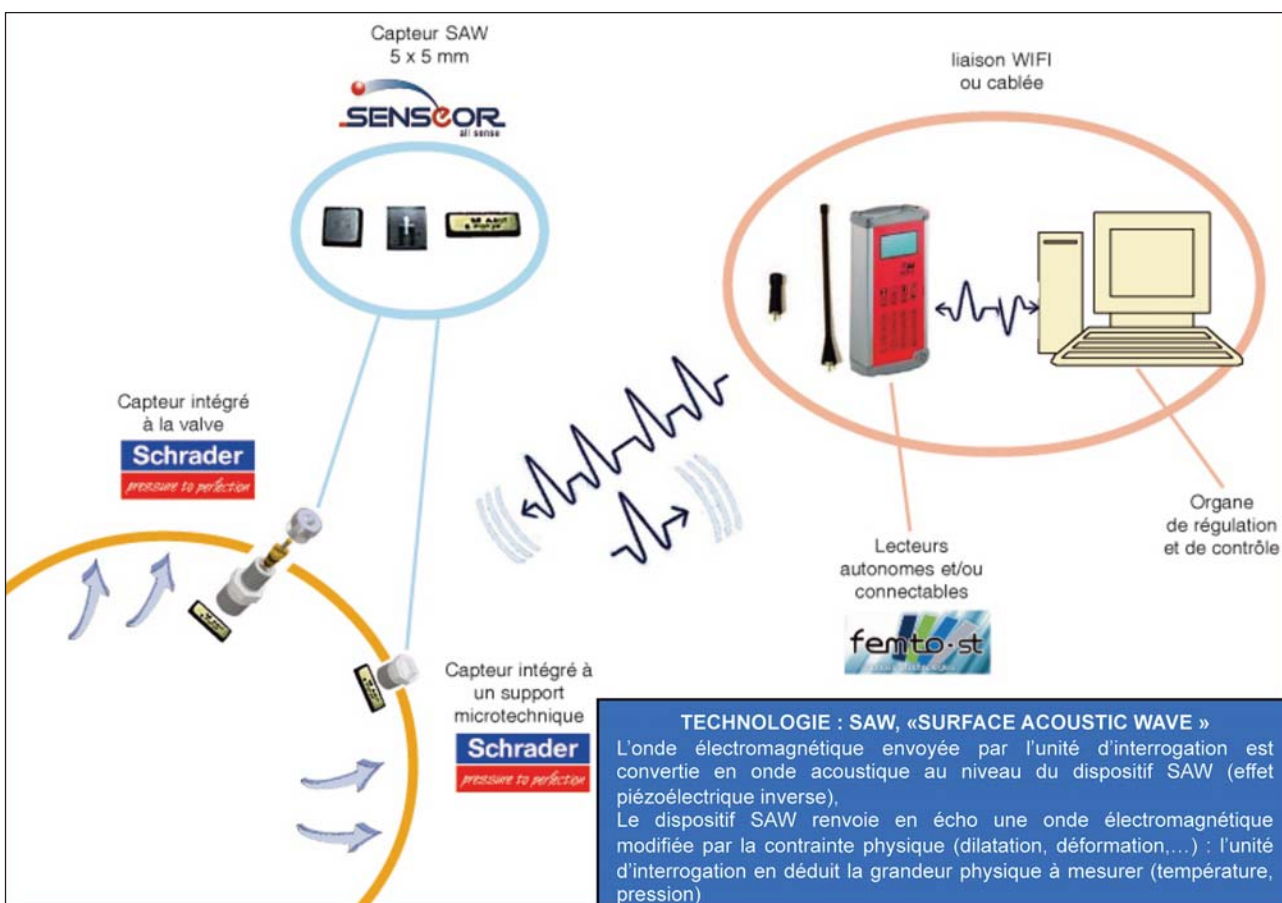 Capteur SAW
5 x 5 mm
SENSeOR
all sense
liaison WIFI
ou cablée
Capteur intégré
à la valve
Schrader
pressure to perfection
Organe
de régulation
et de contrôle
Lecteurs
autonomes et/ou
connectables
femto-st
Capteur intégré à
un support
microtechnique
Schrader
pressure to perfection
TECHNOLOGIE : SAW, «SURFACE ACOUSTIC WAVE »
L'onde électromagnétique envoyée par l'unité d'interrogation est
convertie en onde acoustique au niveau du dispositif SAW (effet
piézoélectrique inverse),
Le dispositif SAW renvoie en écho une onde électromagnétique
modifiée par la contrainte physique (dilatation, déformation,...) : l'unité
d'interrogation en déduit la grandeur physique à mesurer (température,
pression)